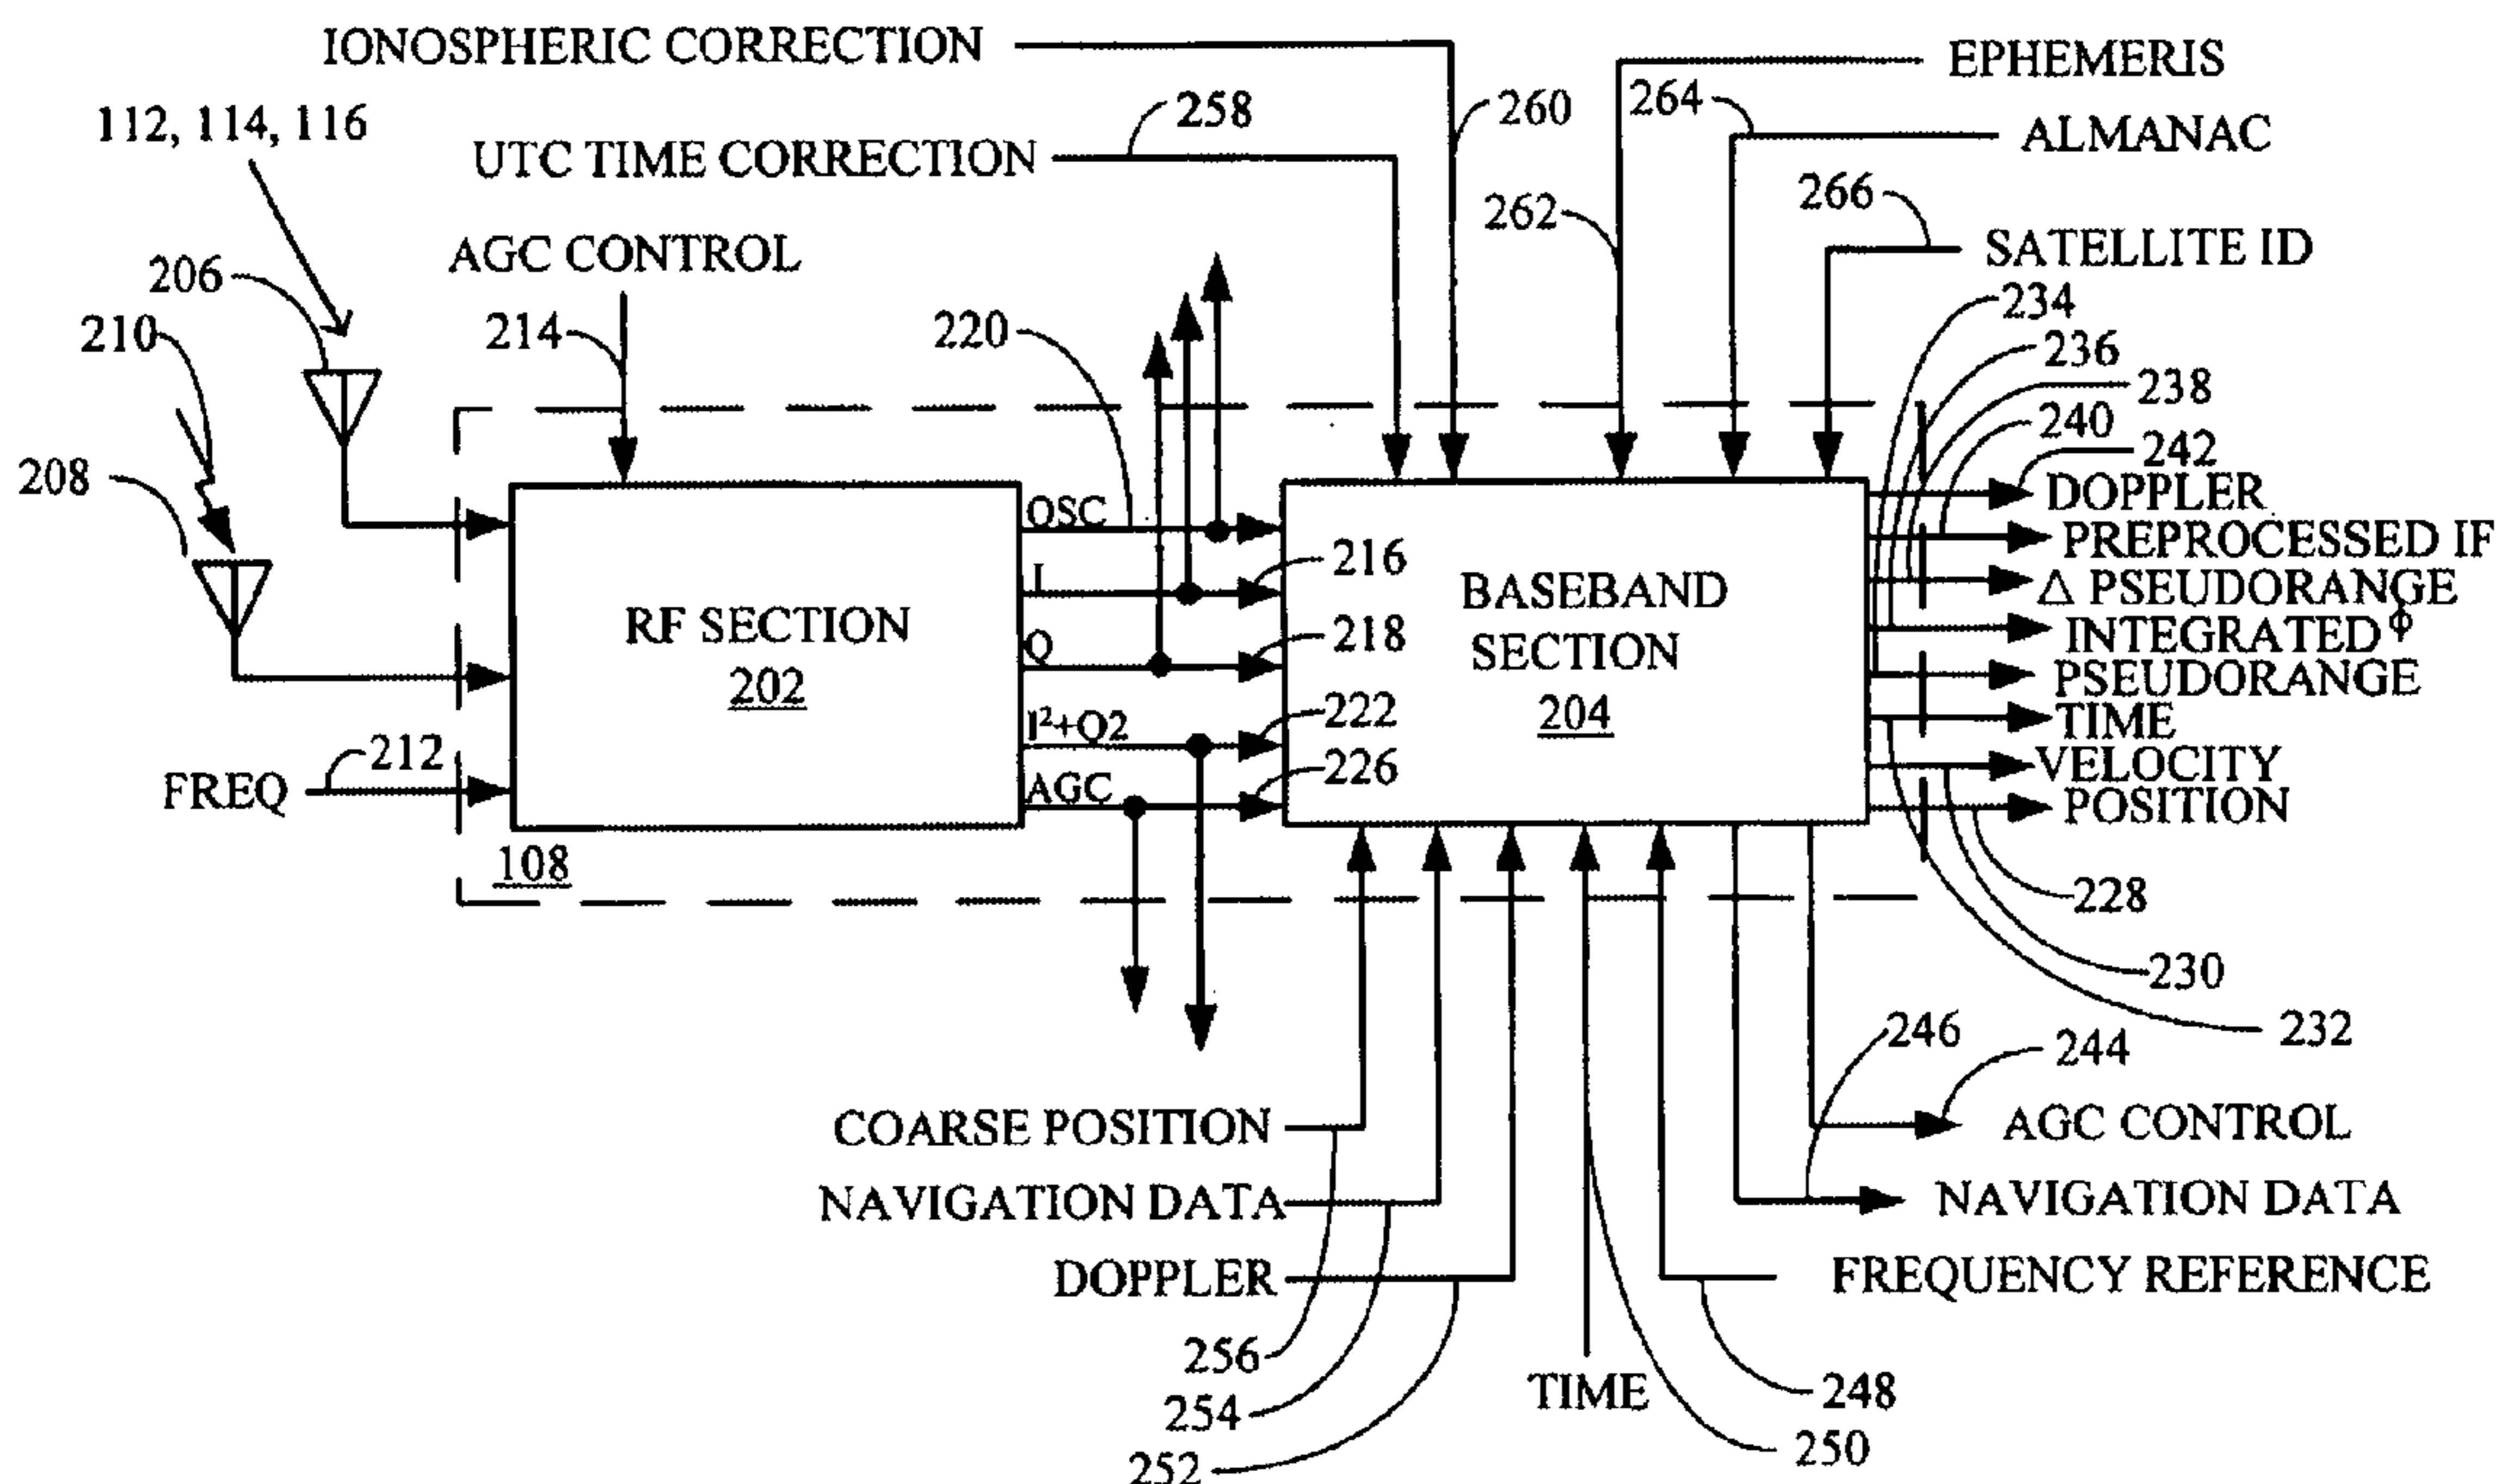 IONOSPHERIC CORRECTION
EPHEMERIS
112, 114, 116
258
260
264
ALMANAC
UTC TIME CORRECTION
262
266
AGC CONTROL
SATELLITE ID
206
210
214
220
234
236
238
240
242
208
DOPPLER
OSC
PREPROCESSED IF
I
216
BASEBAND
SECTION
204
Δ PSEUDORANGE
RF SECTION
202
Q
218
INTEGRATED ϕ
PSEUDORANGE
I²+Q2
222
TIME
FREQ
212
AGC
226
VELOCITY
POSITION
108
228
230
232
246
244
COARSE POSITION
AGC CONTROL
NAVIGATION DATA
NAVIGATION DATA
DOPPLER
FREQUENCY REFERENCE
256
TIME
248
254
250
252